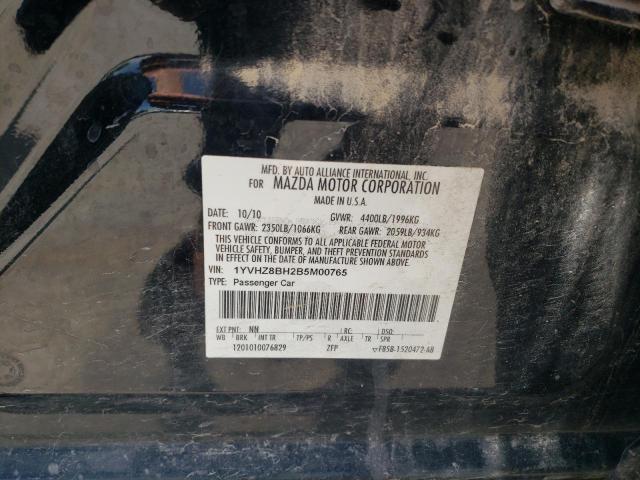 MFD. BY AUTO ALLIANCE INTERNATIONAL, INC.
FOR MAZDA MOTOR CORPORATION
MADE IN U.S.A.
DATE: 10/10 GVWR: 4400LB/1996KG
FRONT GAWR: 2350LB/1066KG REAR GAWR: 2059LB/934KG
THIS VEHICLE CONFORMS TO ALL APPLICABLE FEDERAL MOTOR
VEHICLE SAFETY, BUMPER, AND THEFT PREVENTION STANDARDS
IN EFFECT ON THE DATE OF MANUFACTURE SHOWN ABOVE.
VIN: 1YVHZ8BH2B5M00765
TYPE: Passenger Car
EXT PNT: NN RC: DSO:
WB BRK INT TR TP/PS R AXLE TR SPR
1201010076829 ZFP F85B-1520472-AB